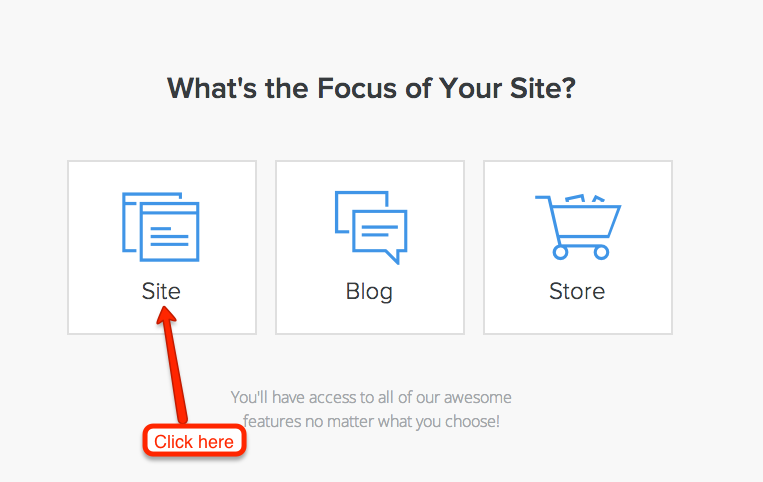 What's the Focus of Your Site?
Site
Blog
Store
You'll have access to all of our awesome
features no matter what you choose!
Click here